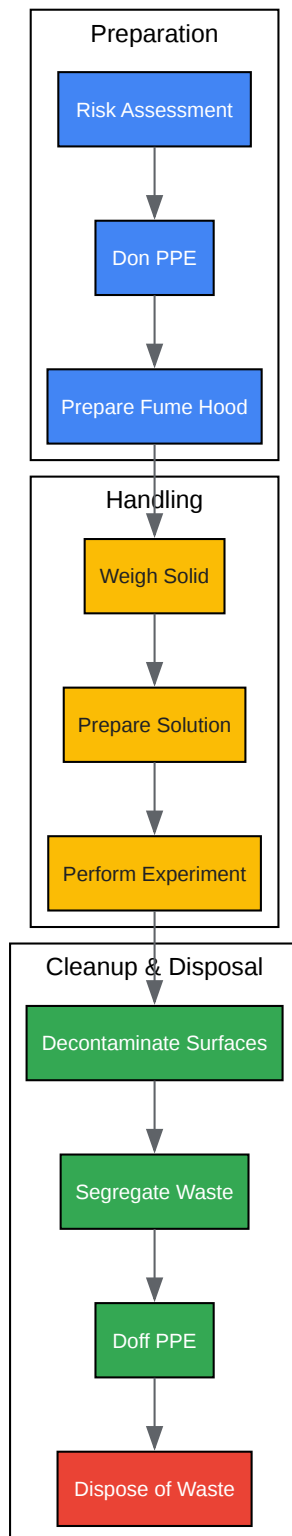 Preparation
Risk Assessment
Don PPE
Prepare Fume Hood
Handling
Weigh Solid
Prepare Solution
Perform Experiment
Cleanup & Disposal
Decontaminate Surfaces
Segregate Waste
Doff PPE
Dispose of Waste